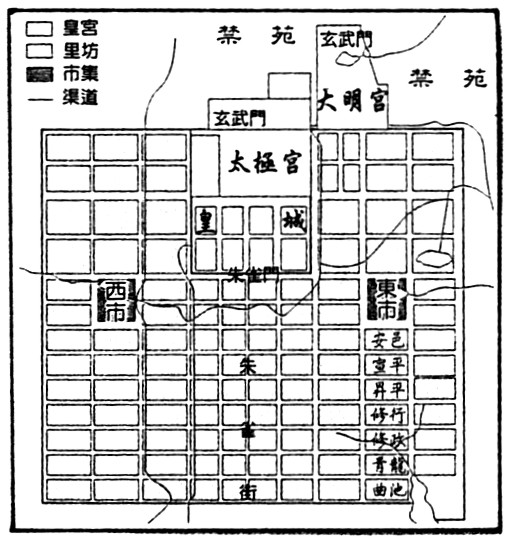 皇宮
里坊
市集
渠道
禁苑
玄武門
禁苑
大明宮
玄武門
太極宮
皇城
朱雀門
西市
東市
安邑
宣平
昇平
修行
修政
青龍
曲池
朱雀街